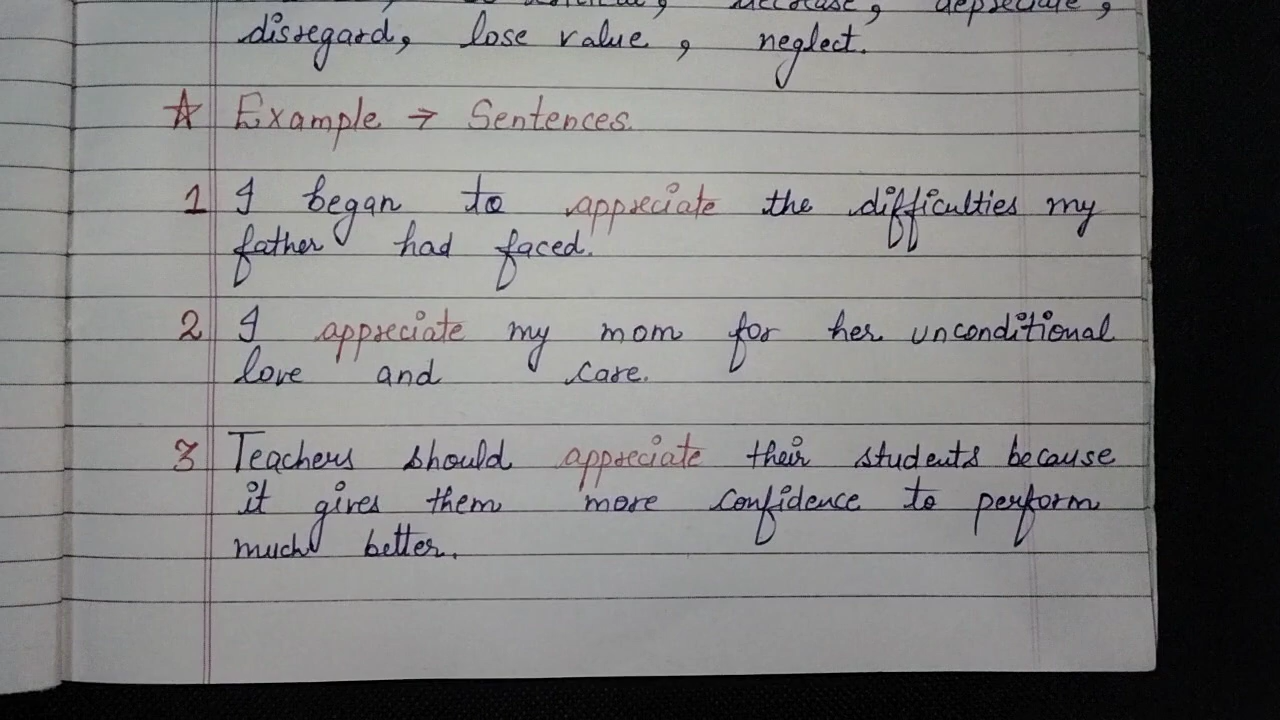 decrease, depreciate,
disregard, lose value, neglect.
☆ Example → Sentences.
1 I began to appreciate the difficulties my
father had faced.
2 I appreciate my mom for her unconditional
love and care.
3 Teachers should appreciate their students because
it gives them more confidence to perform
much better.